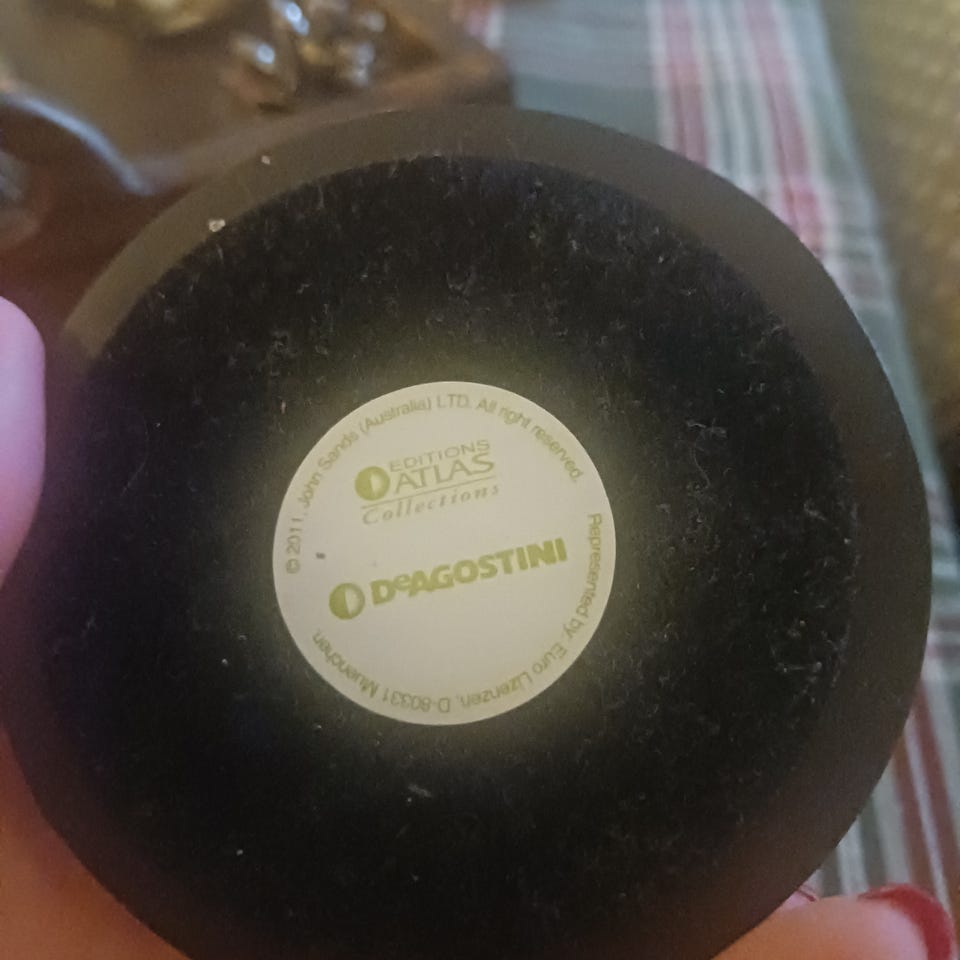 © 2011. John Sands (Australia) LTD. All right reserved.
EDITIONS
ATLAS
Collections
DeAGOSTINI
Represented by: Euro Lizenzen, D-80331 Muenchen.